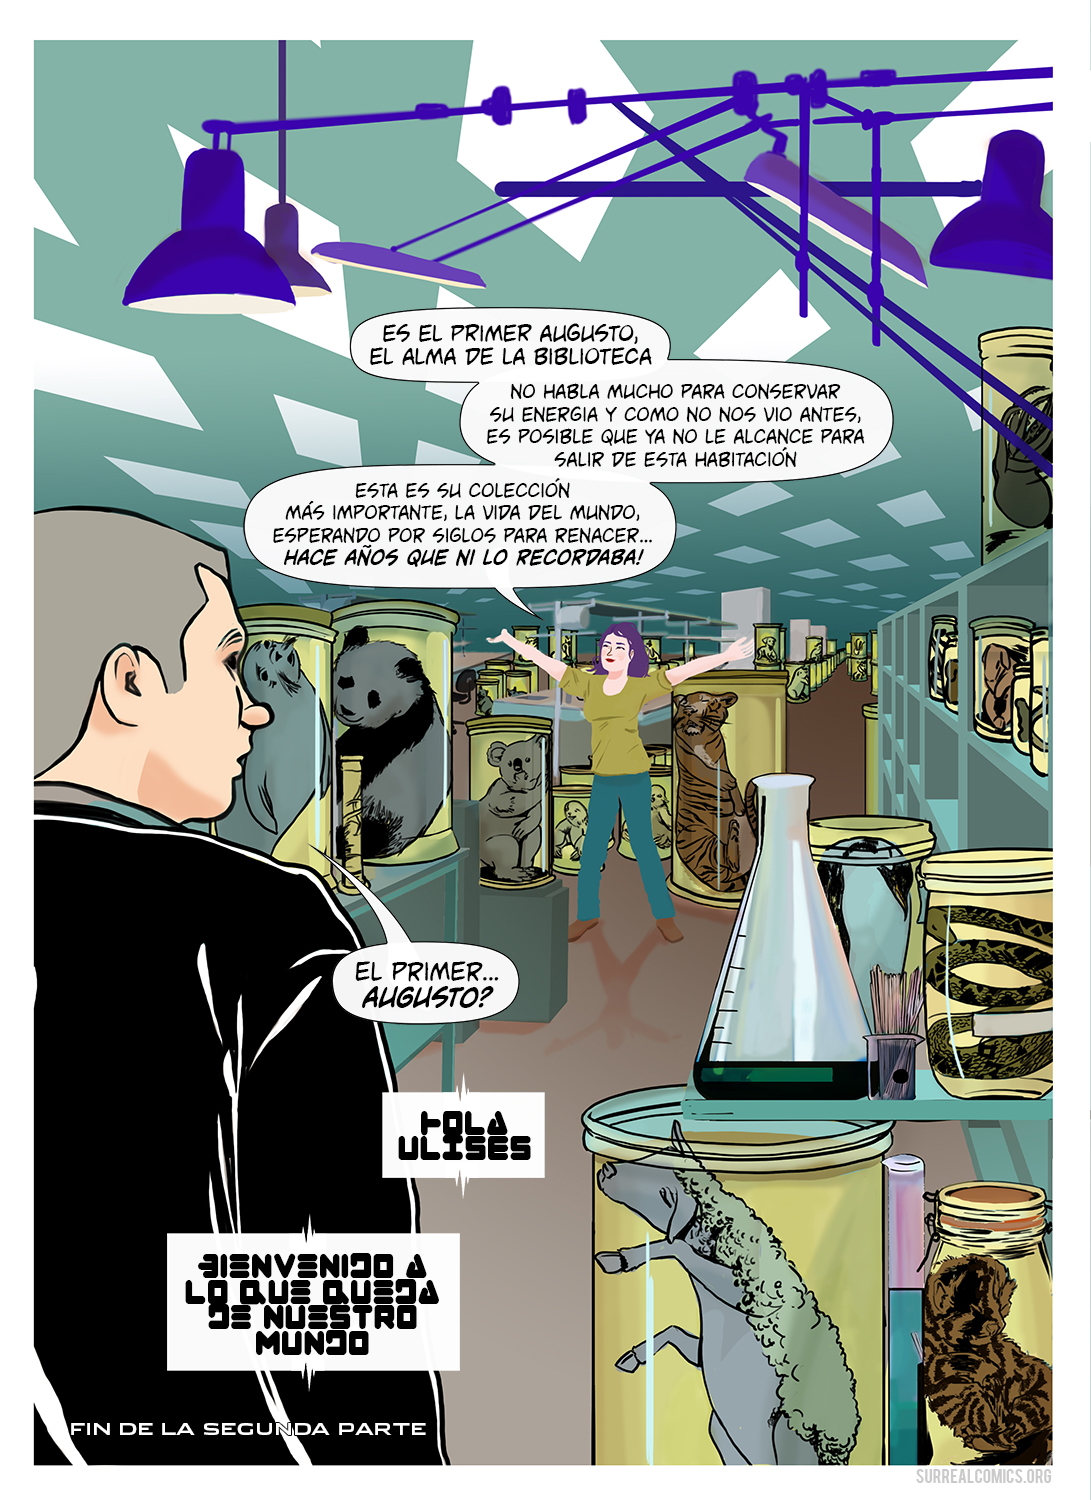 ES EL PRIMER AUGUSTO,
EL ALMA DE LA BIBLIOTECA
NO HABLA MUCHO PARA CONSERVAR
SU ENERGIA Y COMO NO NOS VIO ANTES,
ES POSIBLE QUE YA NO LE ALCANCE PARA
SALIR DE ESTA HABITACIÓN
ESTA ES SU COLECCIÓN
MÁS IMPORTANTE, LA VIDA DEL MUNDO,
ESPERANDO POR SIGLOS PARA RENACER...
HACE AÑOS QUE NI LO RECORDABA!
EL PRIMER...
AUGUSTO?
HOLA
ULISES
BIENVENIDO A
LO QUE QUEDA
DE NUESTRO
MUNDO
FIN DE LA SEGUNDA PARTE
SURREALCOMICS.ORG